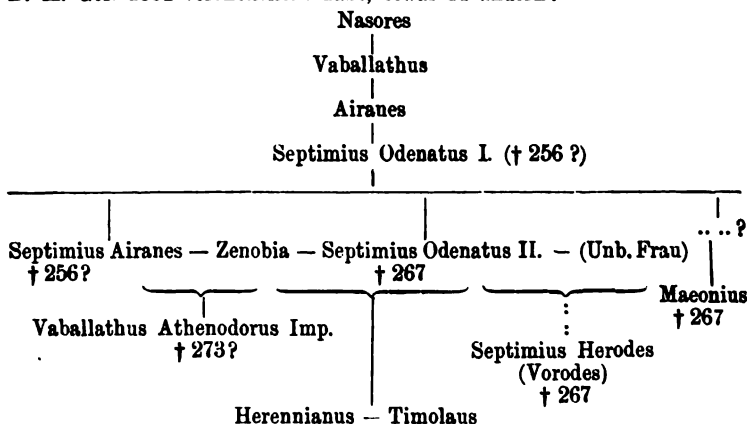 Nasores
Vaballathus
Airanes
Septimius Odenatus I. († 256 ?)
.. .. ?
Septimius Airanes — Zenobia — Septimius Odenatus II. — (Unb. Frau)
† 256?
† 267
Maeonius
† 267
Vaballathus Athenodorus Imp.
† 273?
Septimius Herodes
(Vorodes)
† 267
Herennianus — Timolaus